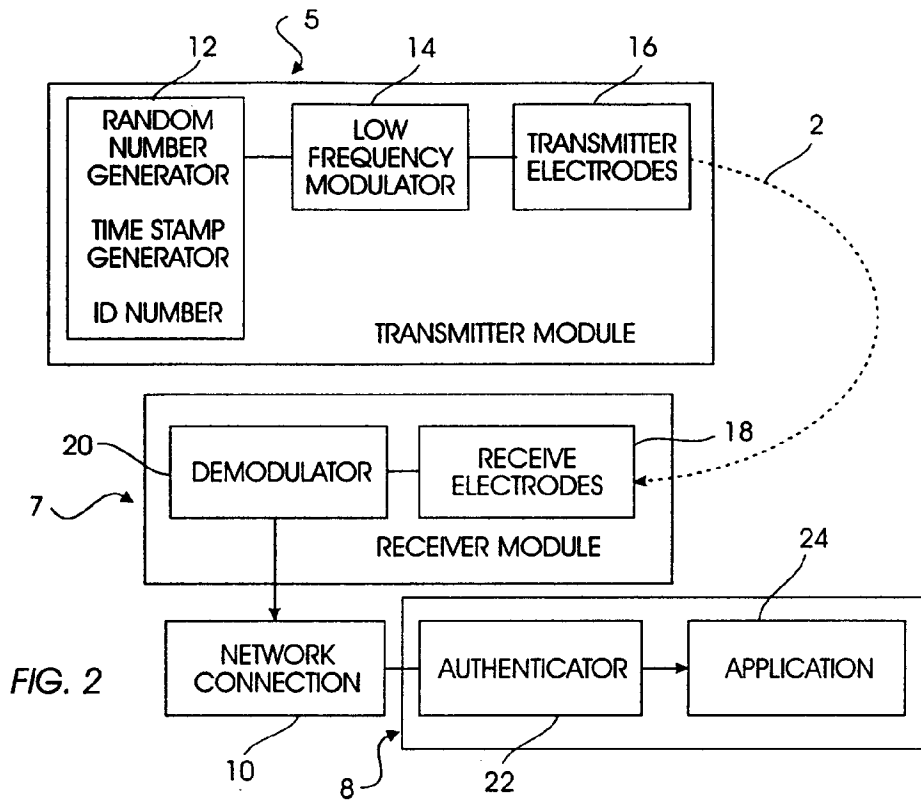 5
12
14
16
2
RANDOM
NUMBER
GENERATOR
TIME STAMP
GENERATOR
ID NUMBER
LOW
FREQUENCY
MODULATOR
TRANSMITTER
ELECTRODES
TRANSMITTER MODULE
20
18
7
DEMODULATOR
RECEIVE
ELECTRODES
RECEIVER MODULE
24
FIG. 2
NETWORK
CONNECTION
AUTHENTICATOR
APPLICATION
10
8
22